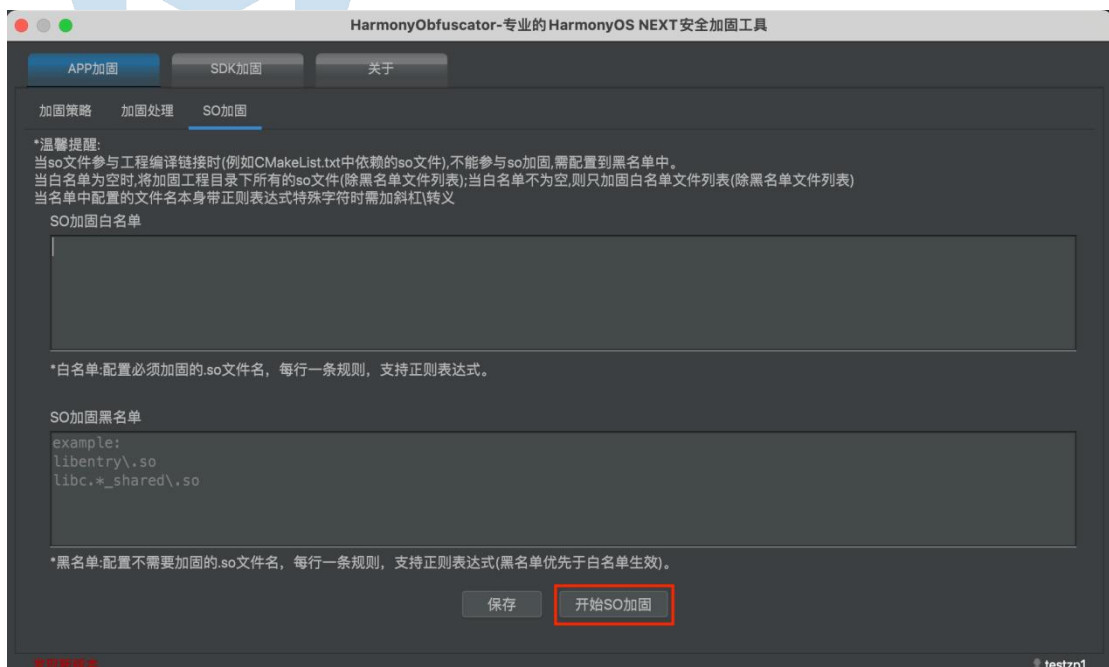 HarmonyObfuscator-专业的HarmonyOS NEXT安全加固工具
APP加固 SDK加固 关于
加固策略 加固处理 SO加固
*温馨提醒:
当so文件参与工程编译链接时(例如CMakeList.txt中依赖的so文件),不能参与so加固,需配置到黑名单中。
当白名单为空时,将加固工程目录下所有的so文件(除黑名单文件列表);当白名单不为空,则只加固白名单文件列表(除黑名单文件列表)
当名单中配置的文件名本身带正则表达式特殊字符时需加斜杠\转义
SO加固白名单
*白名单:配置必须加固的.so文件名，每行一条规则，支持正则表达式。
SO加固黑名单
example:
libentry\.so
libc.*_shared\.so
*黑名单:配置不需要加固的.so文件名，每行一条规则，支持正则表达式(黑名单优先于白名单生效)。
保存 开始SO加固
testzp1